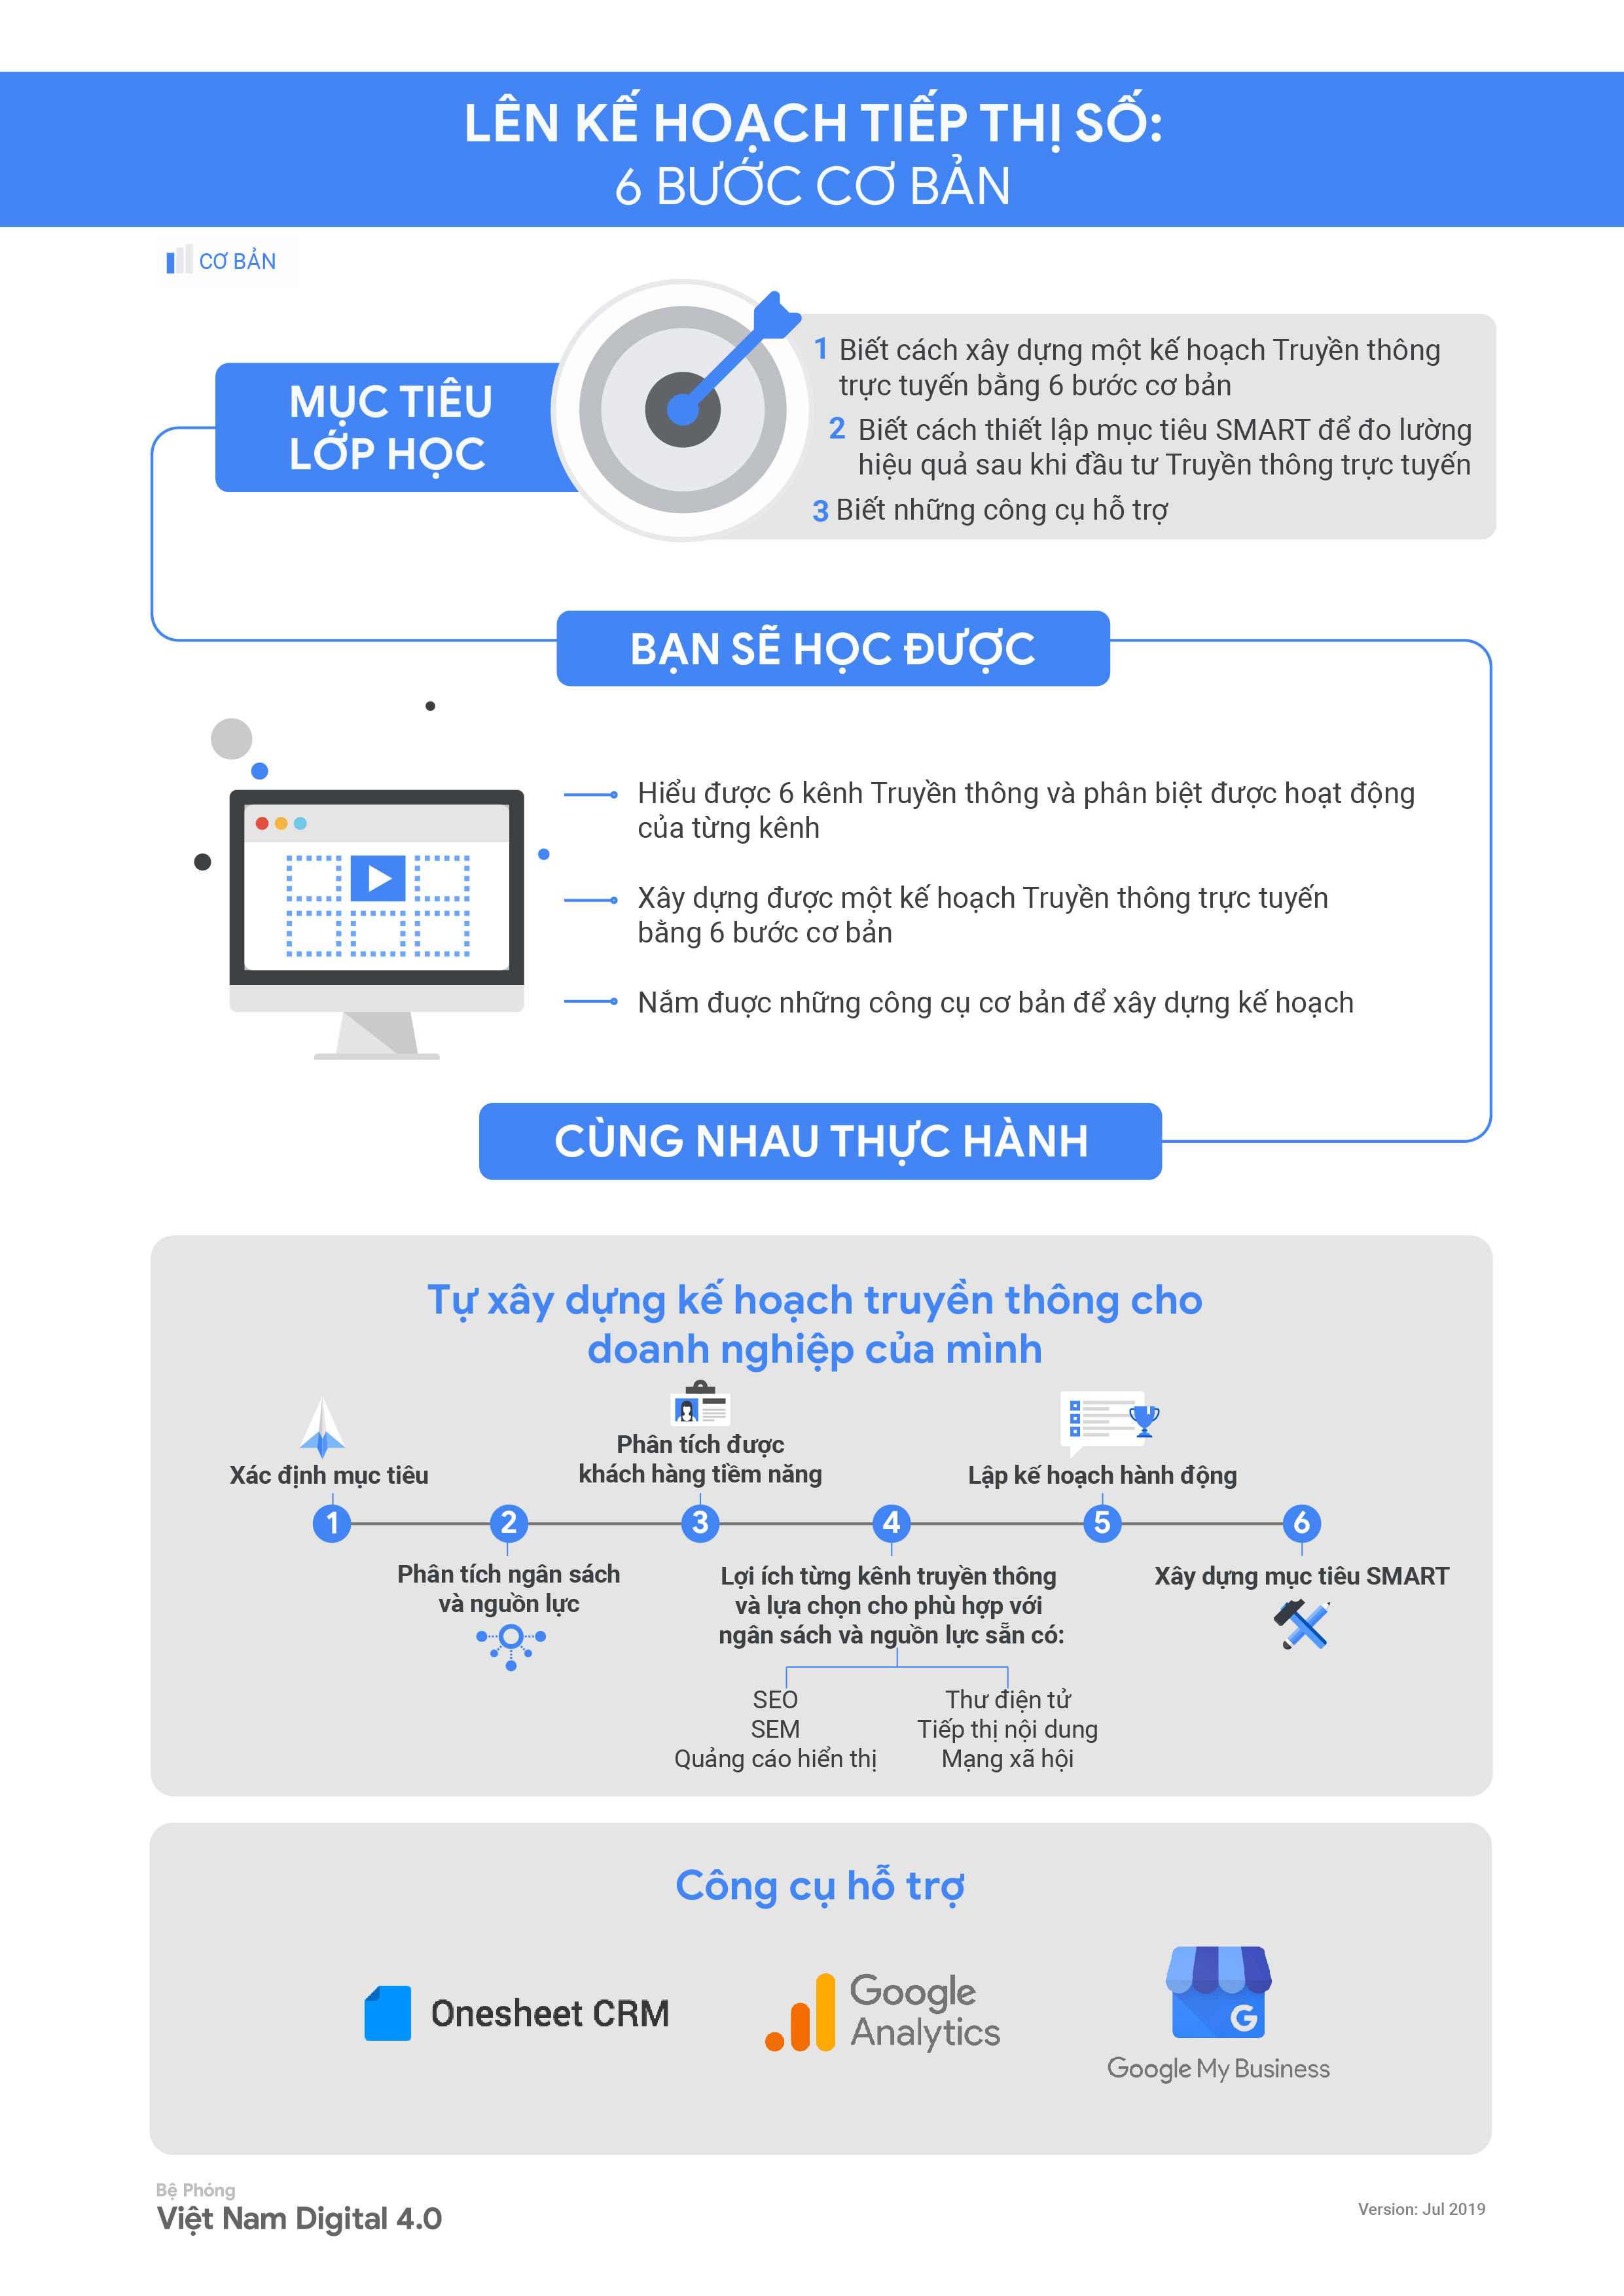 LÊN KẾ HOẠCH TIẾP THỊ SỐ:
6 BƯỚC CƠ BẢN
CƠ BẢN
MỤC TIÊU
LỚP HỌC
1 Biết cách xây dựng một kế hoạch Truyền thông
trực tuyến bằng 6 bước cơ bản
2 Biết cách thiết lập mục tiêu SMART để đo lường
hiệu quả sau khi đầu tư Truyền thông trực tuyến
3 Biết những công cụ hỗ trợ
BẠN SẼ HỌC ĐƯỢC
Hiểu được 6 kênh Truyền thông và phân biệt được hoạt động
của từng kênh
Xây dựng được một kế hoạch Truyền thông trực tuyến
bằng 6 bước cơ bản
Nắm đuợc những công cụ cơ bản để xây dựng kế hoạch
CÙNG NHAU THỰC HÀNH
Tự xây dựng kế hoạch truyền thông cho
doanh nghiệp của mình
Xác định mục tiêu
1
2
Phân tích ngân sách
và nguồn lực
Phân tích được
khách hàng tiềm năng
3
4
Lợi ích từng kênh truyền thông
và lựa chọn cho phù hợp với
ngân sách và nguồn lực sẵn có:
SEO
SEM
Quảng cáo hiển thị
Thư điện tử
Tiếp thị nội dung
Mạng xã hội
Lập kế hoạch hành động
5
6
Xây dựng mục tiêu SMART
Công cụ hỗ trợ
Onesheet CRM
Google
Analytics
G
Google My Business
Bệ Phóng
Việt Nam Digital 4.0
Version: Jul 2019